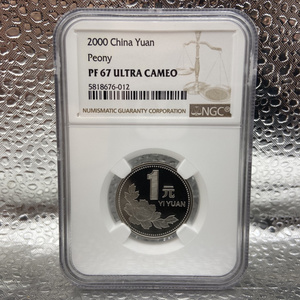 2000 China Yuan
Peony
PF 67 ULTRA CAMEO
5818676-012
NUMISMATIC GUARANTY CORPORATION
NGC
1
元
YI YUAN